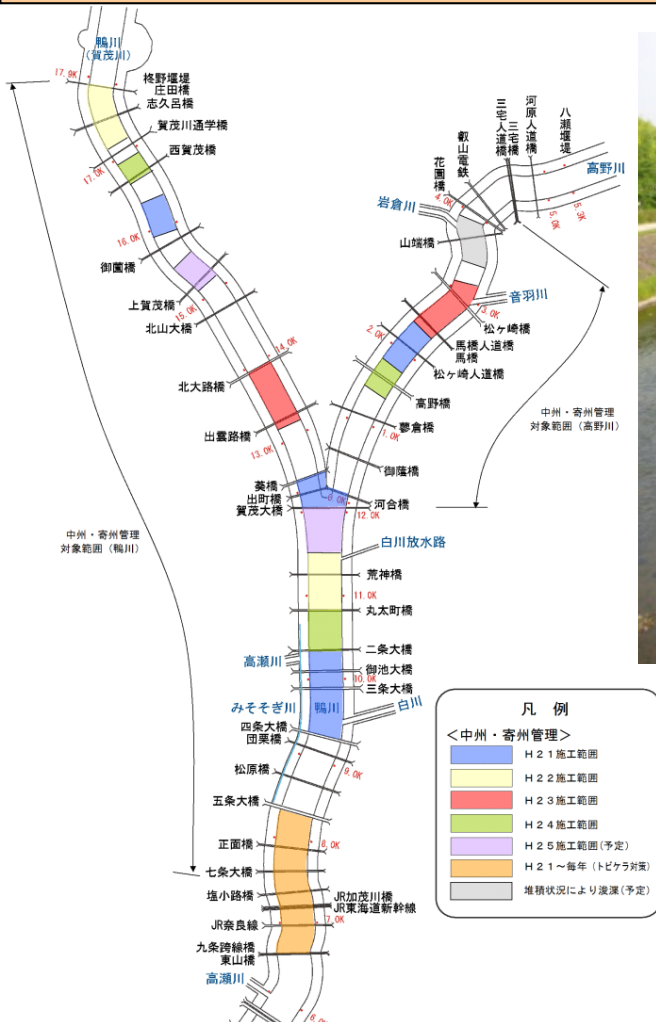 鴨川
(賀茂川)
17.9K
柊野堰堤
庄田橋
志久呂橋
賀茂川通学橋
17.0K
西賀茂橋
16.0K
御薗橋
上賀茂橋
15.0K
北山大橋
14.0K
北大路橋
出雲路橋
13.0K
葵橋
出町橋
賀茂大橋
0.0K
河合橋
12.0K
八瀬堰堤
河原人道橋
三宅橋
三宅人道橋
叡山電鉄
花園橋
高野川
4.0K
5.0K
5.3K
岩倉川
山端橋
音羽川
3.0K
松ヶ崎橋
2.0K
馬橋人道橋
馬橋
松ヶ崎人道橋
高野橋
蓼倉橋
1.0K
御蔭橋
中州・寄州管理
対象範囲(高野川)
中州・寄州管理
対象範囲(鴨川)
白川放水路
荒神橋
11.0K
丸太町橋
二条大橋
高瀬川
御池大橋
10.0K
三条大橋
みそそぎ川
鴨川
白川
四条大橋
団栗橋
松原橋
9.0K
五条大橋
正面橋
8.0K
七条大橋
塩小路橋
JR加茂川橋
JR東海道新幹線
7.0K
JR奈良線
九条跨線橋
東山橋
高瀬川
6.0
凡 例
<中州・寄州管理>
H21施工範囲
H22施工範囲
H23施工範囲
H24施工範囲
H25施工範囲(予定)
H21～毎年(トビケラ対策)
堆積状況により浚渫(予定)